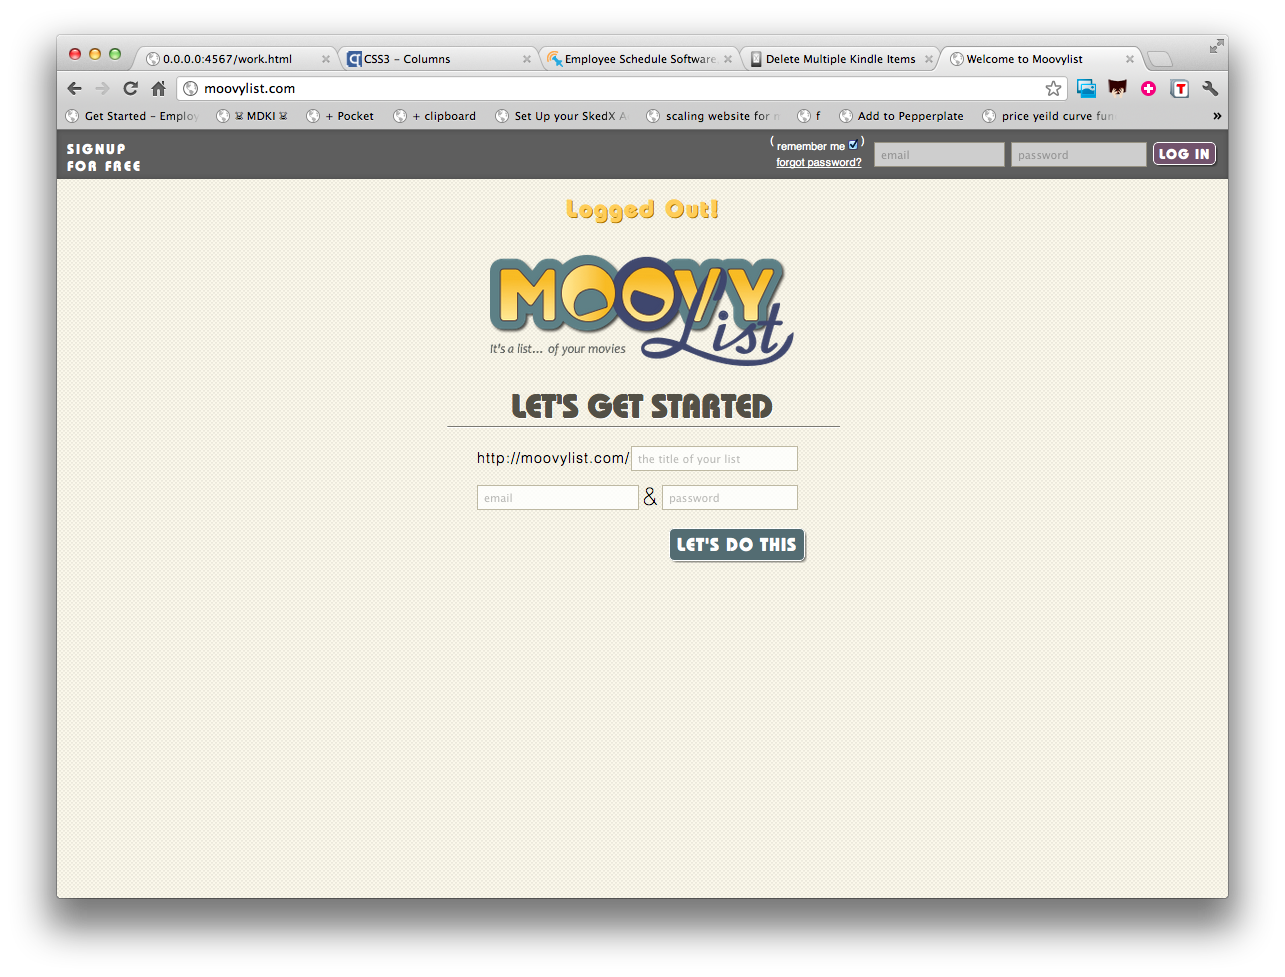 0.0.0.0:4567/work.html
CSS3 – Columns
Employee Schedule Software,
Delete Multiple Kindle Items
Welcome to Moovylist
moovylist.com
T
Get Started – Employ
MDKI
+ Pocket
+ clipboard
Set Up your SkedX A
scaling website for
f
Add to Pepperplate
price yeild curve fun
»
SIGNUP
FOR FREE
( remember me )
forgot password?
email
password
LOG IN
Logged Out!
MOOVY
List
It's a list... of your movies
LET'S GET STARTED
http://moovylist.com/ the title of your list
email & password
LET'S DO THIS